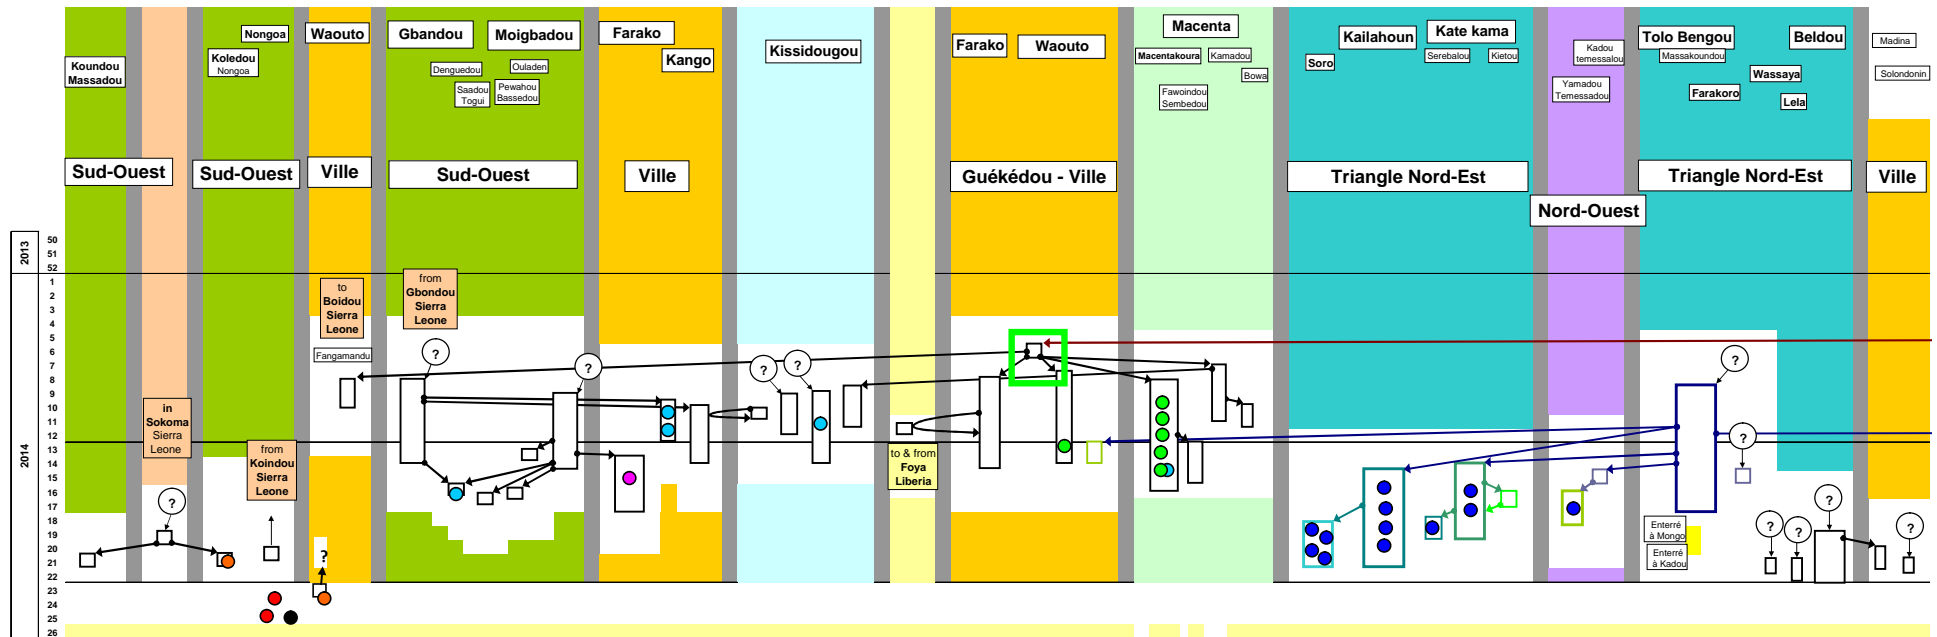 Nongoa
Waouto
Gbandou
Moigbadou
Farako
Kango
Kissidougou
Farako
Waouto
Macenta
Kailahoun
Kate kama
Kadou
temessalou
Tolo Bengou
Beldou
Madina
Koundou
Massadou
Koledou
Nongoa
Denguedou
Ouladen
Saadou
Togui
Pewahou
Bassedou
Macentakoura
Kamadou
Bowa
Fawoindou
Sembedou
Soro
Serebalou
Kietou
Yamadou
Temessadou
Massakoundou
Wassaya
Farakoro
Lela
Solondonin
Sud-Ouest
Sud-Ouest
Ville
Sud-Ouest
Ville
Guékédou - Ville
Triangle Nord-Est
Nord-Ouest
Triangle Nord-Est
Ville
2013
50
51
52
2014
1
2
3
4
5
6
7
8
9
10
11
12
13
14
15
16
17
18
19
20
21
22
23
24
25
26
to
Boidou
Sierra
Leone
from
Gbondou
Sierra
Leone
Fangamandu
in
Sokoma
Sierra
Leone
from
Koindou
Sierra
Leone
to & from
Foya
Liberia
Enterré
à Mongo
Enterré
à Kadou
?
?
?
?
?
?
?
?
?
?
?
?